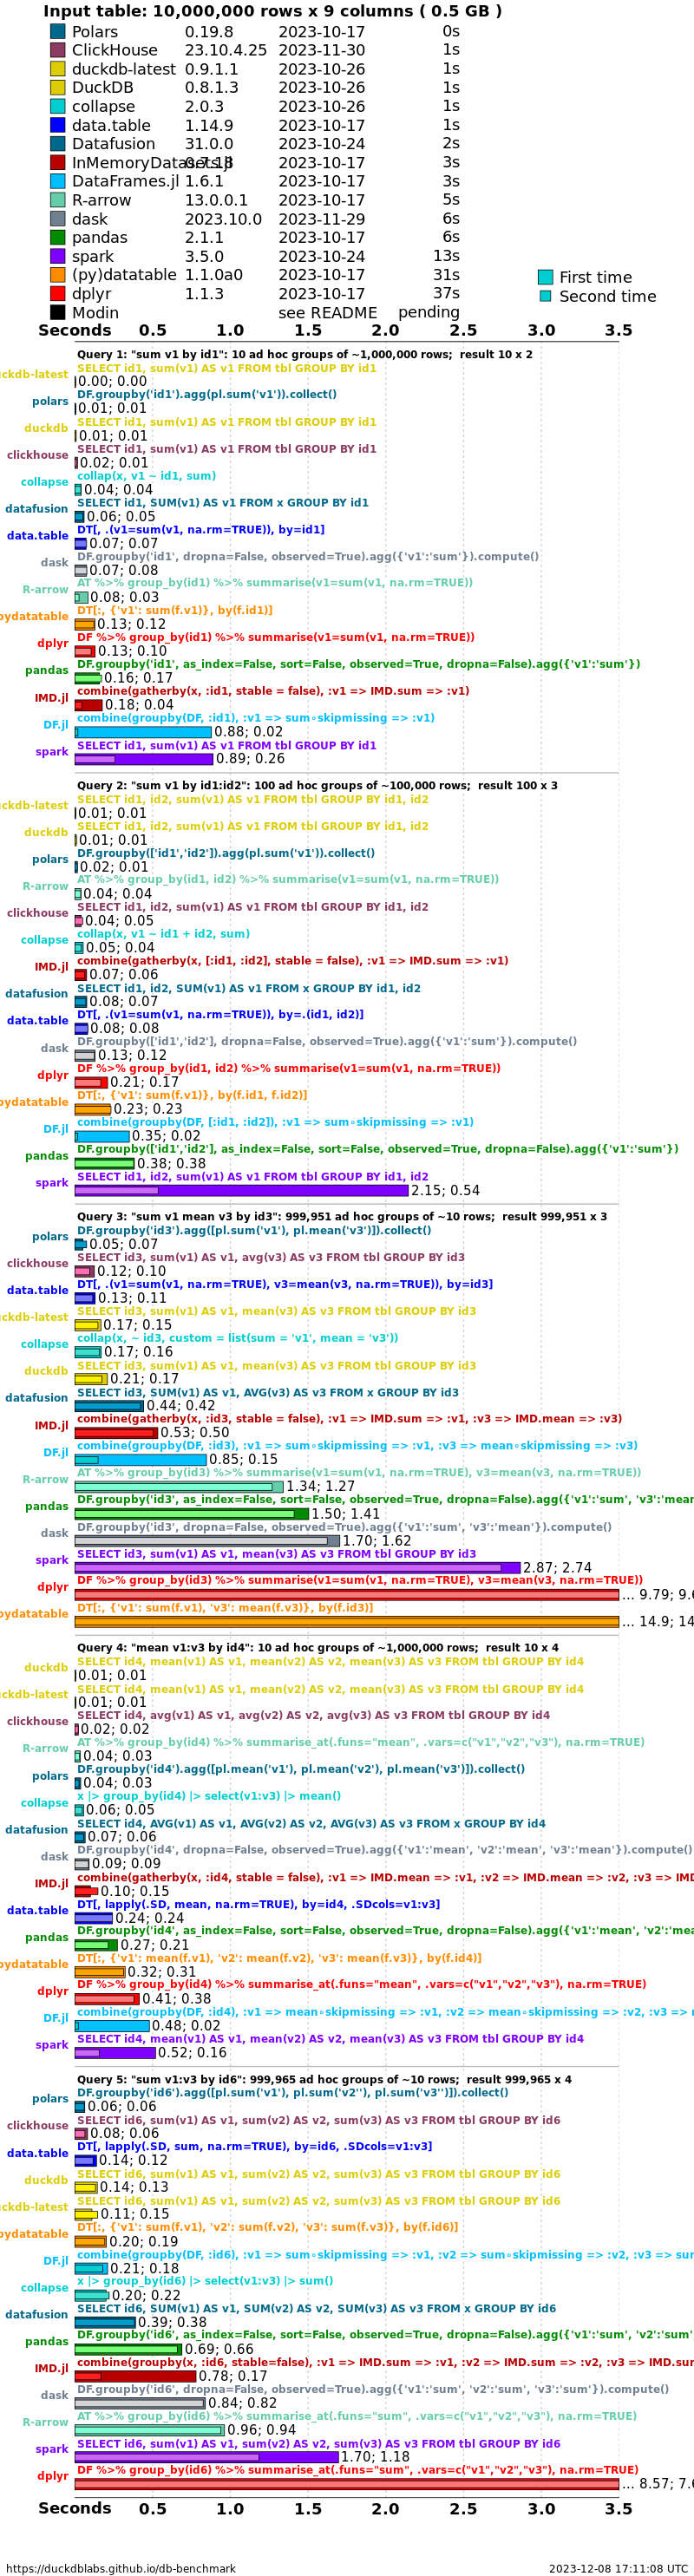 Input table: 10,000,000 rows x 9 columns ( 0.5 GB )
Polars 0.19.8 2023-10-17 0s
ClickHouse 23.10.4.25 2023-11-30 1s
duckdb-latest 0.9.1.1 2023-10-26 1s
DuckDB 0.8.1.3 2023-10-26 1s
collapse 2.0.3 2023-10-26 1s
data.table 1.14.9 2023-10-17 1s
Datafusion 31.0.0 2023-10-24 2s
InMemoryDatasets.jl 0.7.18 2023-10-17 3s
DataFrames.jl 1.6.1 2023-10-17 3s
R-arrow 13.0.0.1 2023-10-17 5s
dask 2023.10.0 2023-11-29 6s
pandas 2.1.1 2023-10-17 6s
spark 3.5.0 2023-10-24 13s
(py)datatable 1.1.0a0 2023-10-17 31s
dplyr 1.1.3 2023-10-17 37s
Modin see README pending
First time
Second time
Seconds 0.5 1.0 1.5 2.0 2.5 3.0 3.5
Query 1: "sum v1 by id1": 10 ad hoc groups of ~1,000,000 rows; result 10 x 2
uckdb-latest SELECT id1, sum(v1) AS v1 FROM tbl GROUP BY id1
0.00; 0.00
polars DF.groupby('id1').agg(pl.sum('v1')).collect()
0.01; 0.01
duckdb SELECT id1, sum(v1) AS v1 FROM tbl GROUP BY id1
0.01; 0.01
clickhouse SELECT id1, sum(v1) AS v1 FROM tbl GROUP BY id1
0.02; 0.01
collapse collap(x, v1 ~ id1, sum)
0.04; 0.04
datafusion SELECT id1, SUM(v1) AS v1 FROM x GROUP BY id1
0.06; 0.05
data.table DT[, .(v1=sum(v1, na.rm=TRUE)), by=id1]
0.07; 0.07
dask DF.groupby('id1', dropna=False, observed=True).agg({'v1':'sum'}).compute()
0.07; 0.08
R-arrow AT %>% group_by(id1) %>% summarise(v1=sum(v1, na.rm=TRUE))
0.08; 0.03
pydatatable DT[:, {'v1': sum(f.v1)}, by(f.id1)]
0.13; 0.12
dplyr DF %>% group_by(id1) %>% summarise(v1=sum(v1, na.rm=TRUE))
0.13; 0.10
pandas DF.groupby('id1', as_index=False, sort=False, observed=True, dropna=False).agg({'v1':'sum'})
0.16; 0.17
IMD.jl combine(gatherby(x, :id1, stable = false), :v1 => IMD.sum => :v1)
0.18; 0.04
DF.jl combine(groupby(DF, :id1), :v1 => sum∘skipmissing => :v1)
0.88; 0.02
spark SELECT id1, sum(v1) AS v1 FROM tbl GROUP BY id1
0.89; 0.26
Query 2: "sum v1 by id1:id2": 100 ad hoc groups of ~100,000 rows; result 100 x 3
uckdb-latest SELECT id1, id2, sum(v1) AS v1 FROM tbl GROUP BY id1, id2
0.01; 0.01
duckdb SELECT id1, id2, sum(v1) AS v1 FROM tbl GROUP BY id1, id2
0.01; 0.01
polars DF.groupby(['id1','id2']).agg(pl.sum('v1')).collect()
0.02; 0.01
R-arrow AT %>% group_by(id1, id2) %>% summarise(v1=sum(v1, na.rm=TRUE))
0.04; 0.04
clickhouse SELECT id1, id2, sum(v1) AS v1 FROM tbl GROUP BY id1, id2
0.04; 0.05
collapse collap(x, v1 ~ id1 + id2, sum)
0.05; 0.04
IMD.jl combine(gatherby(x, [:id1, :id2], stable = false), :v1 => IMD.sum => :v1)
0.07; 0.06
datafusion SELECT id1, id2, SUM(v1) AS v1 FROM x GROUP BY id1, id2
0.08; 0.07
data.table DT[, .(v1=sum(v1, na.rm=TRUE)), by=.(id1, id2)]
0.08; 0.08
dask DF.groupby(['id1','id2'], dropna=False, observed=True).agg({'v1':'sum'}).compute()
0.13; 0.12
dplyr DF %>% group_by(id1, id2) %>% summarise(v1=sum(v1, na.rm=TRUE))
0.21; 0.17
pydatatable DT[:, {'v1': sum(f.v1)}, by(f.id1, f.id2)]
0.23; 0.23
DF.jl combine(groupby(DF, [:id1, :id2]), :v1 => sum∘skipmissing => :v1)
0.35; 0.02
pandas DF.groupby(['id1','id2'], as_index=False, sort=False, observed=True, dropna=False).agg({'v1':'sum'})
0.38; 0.38
spark SELECT id1, id2, sum(v1) AS v1 FROM tbl GROUP BY id1, id2
2.15; 0.54
Query 3: "sum v1 mean v3 by id3": 999,951 ad hoc groups of ~10 rows; result 999,951 x 3
polars DF.groupby('id3').agg([pl.sum('v1'), pl.mean('v3')]).collect()
0.05; 0.07
clickhouse SELECT id3, sum(v1) AS v1, avg(v3) AS v3 FROM tbl GROUP BY id3
0.12; 0.10
data.table DT[, .(v1=sum(v1, na.rm=TRUE), v3=mean(v3, na.rm=TRUE)), by=id3]
0.13; 0.11
uckdb-latest SELECT id3, sum(v1) AS v1, mean(v3) AS v3 FROM tbl GROUP BY id3
0.17; 0.15
collapse collap(x, ~ id3, custom = list(sum = 'v1', mean = 'v3'))
0.17; 0.16
duckdb SELECT id3, sum(v1) AS v1, mean(v3) AS v3 FROM tbl GROUP BY id3
0.21; 0.17
datafusion SELECT id3, SUM(v1) AS v1, AVG(v3) AS v3 FROM x GROUP BY id3
0.44; 0.42
IMD.jl combine(gatherby(x, :id3, stable = false), :v1 => IMD.sum => :v1, :v3 => IMD.mean => :v3)
0.53; 0.50
DF.jl combine(groupby(DF, :id3), :v1 => sum∘skipmissing => :v1, :v3 => mean∘skipmissing => :v3)
0.85; 0.15
R-arrow AT %>% group_by(id3) %>% summarise(v1=sum(v1, na.rm=TRUE), v3=mean(v3, na.rm=TRUE))
1.34; 1.27
pandas DF.groupby('id3', as_index=False, sort=False, observed=True, dropna=False).agg({'v1':'sum', 'v3':'mean
1.50; 1.41
dask DF.groupby('id3', dropna=False, observed=True).agg({'v1':'sum', 'v3':'mean'}).compute()
1.70; 1.62
spark SELECT id3, sum(v1) AS v1, mean(v3) AS v3 FROM tbl GROUP BY id3
2.87; 2.74
dplyr DF %>% group_by(id3) %>% summarise(v1=sum(v1, na.rm=TRUE), v3=mean(v3, na.rm=TRUE))
... 9.79; 9.6
pydatatable DT[:, {'v1': sum(f.v1), 'v3': mean(f.v3)}, by(f.id3)]
... 14.9; 14
Query 4: "mean v1:v3 by id4": 10 ad hoc groups of ~1,000,000 rows; result 10 x 4
duckdb SELECT id4, mean(v1) AS v1, mean(v2) AS v2, mean(v3) AS v3 FROM tbl GROUP BY id4
0.01; 0.01
uckdb-latest SELECT id4, mean(v1) AS v1, mean(v2) AS v2, mean(v3) AS v3 FROM tbl GROUP BY id4
0.01; 0.01
clickhouse SELECT id4, avg(v1) AS v1, avg(v2) AS v2, avg(v3) AS v3 FROM tbl GROUP BY id4
0.02; 0.02
R-arrow AT %>% group_by(id4) %>% summarise_at(.funs="mean", .vars=c("v1","v2","v3"), na.rm=TRUE)
0.04; 0.03
polars DF.groupby('id4').agg([pl.mean('v1'), pl.mean('v2'), pl.mean('v3')]).collect()
0.04; 0.03
collapse x |> group_by(id4) |> select(v1:v3) |> mean()
0.06; 0.05
datafusion SELECT id4, AVG(v1) AS v1, AVG(v2) AS v2, AVG(v3) AS v3 FROM x GROUP BY id4
0.07; 0.06
dask DF.groupby('id4', dropna=False, observed=True).agg({'v1':'mean', 'v2':'mean', 'v3':'mean'}).compute()
0.09; 0.09
IMD.jl combine(gatherby(x, :id4, stable = false), :v1 => IMD.mean => :v1, :v2 => IMD.mean => :v2, :v3 => IMD
0.10; 0.15
data.table DT[, lapply(.SD, mean, na.rm=TRUE), by=id4, .SDcols=v1:v3]
0.24; 0.24
pandas DF.groupby('id4', as_index=False, sort=False, observed=True, dropna=False).agg({'v1':'mean', 'v2':'mea
0.27; 0.21
pydatatable DT[:, {'v1': mean(f.v1), 'v2': mean(f.v2), 'v3': mean(f.v3)}, by(f.id4)]
0.32; 0.31
dplyr DF %>% group_by(id4) %>% summarise_at(.funs="mean", .vars=c("v1","v2","v3"), na.rm=TRUE)
0.41; 0.38
DF.jl combine(groupby(DF, :id4), :v1 => mean∘skipmissing => :v1, :v2 => mean∘skipmissing => :v2, :v3 =>
0.48; 0.02
spark SELECT id4, mean(v1) AS v1, mean(v2) AS v2, mean(v3) AS v3 FROM tbl GROUP BY id4
0.52; 0.16
Query 5: "sum v1:v3 by id6": 999,965 ad hoc groups of ~10 rows; result 999,965 x 4
polars DF.groupby('id6').agg([pl.sum('v1'), pl.sum('v2''), pl.sum('v3'')]).collect()
0.06; 0.06
clickhouse SELECT id6, sum(v1) AS v1, sum(v2) AS v2, sum(v3) AS v3 FROM tbl GROUP BY id6
0.08; 0.06
data.table DT[, lapply(.SD, sum, na.rm=TRUE), by=id6, .SDcols=v1:v3]
0.14; 0.12
duckdb SELECT id6, sum(v1) AS v1, sum(v2) AS v2, sum(v3) AS v3 FROM tbl GROUP BY id6
0.14; 0.13
uckdb-latest SELECT id6, sum(v1) AS v1, sum(v2) AS v2, sum(v3) AS v3 FROM tbl GROUP BY id6
0.11; 0.15
pydatatable DT[:, {'v1': sum(f.v1), 'v2': sum(f.v2), 'v3': sum(f.v3)}, by(f.id6)]
0.20; 0.19
DF.jl combine(groupby(DF, :id6), :v1 => sum∘skipmissing => :v1, :v2 => sum∘skipmissing => :v2, :v3 => sur
0.21; 0.18
collapse x |> group_by(id6) |> select(v1:v3) |> sum()
0.20; 0.22
datafusion SELECT id6, SUM(v1) AS v1, SUM(v2) AS v2, SUM(v3) AS v3 FROM x GROUP BY id6
0.39; 0.38
pandas DF.groupby('id6', as_index=False, sort=False, observed=True, dropna=False).agg({'v1':'sum', 'v2':'sum'
0.69; 0.66
IMD.jl combine(groupby(x, :id6, stable=false), :v1 => IMD.sum => :v1, :v2 => IMD.sum => :v2, :v3 => IMD.sur
0.78; 0.17
dask DF.groupby('id6', dropna=False, observed=True).agg({'v1':'sum', 'v2':'sum', 'v3':'sum'}).compute()
0.84; 0.82
R-arrow AT %>% group_by(id6) %>% summarise_at(.funs="sum", .vars=c("v1","v2","v3"), na.rm=TRUE)
0.96; 0.94
spark SELECT id6, sum(v1) AS v1, sum(v2) AS v2, sum(v3) AS v3 FROM tbl GROUP BY id6
1.70; 1.18
dplyr DF %>% group_by(id6) %>% summarise_at(.funs="sum", .vars=c("v1","v2","v3"), na.rm=TRUE)
... 8.57; 7.6
Seconds 0.5 1.0 1.5 2.0 2.5 3.0 3.5
https://duckdblabs.github.io/db-benchmark 2023-12-08 17:11:08 UTC